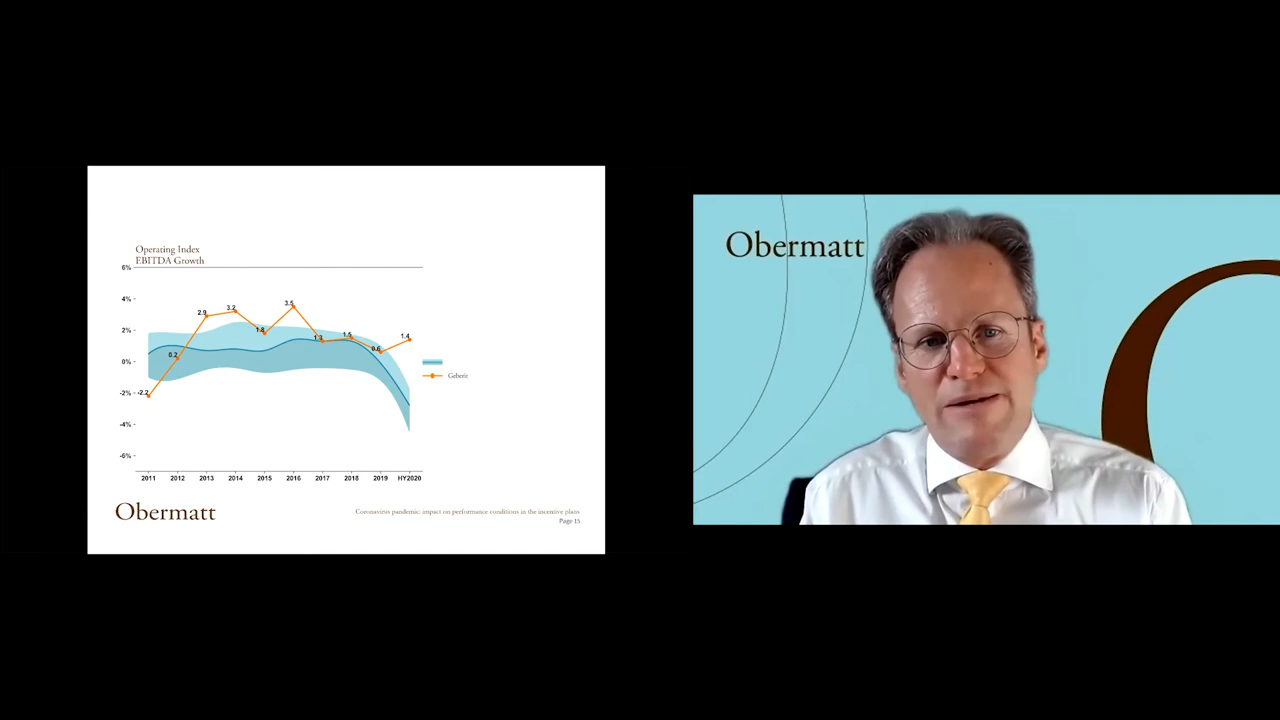 Operating Index
EBITDA Growth
6%
4%
2%
0%
-2%
-4%
-6%
-2.2
0.2
2.9
3.2
1.8
3.5
1.3
1.5
0.6
1.4
Geberit
2011 2012 2013 2014 2015 2016 2017 2018 2019 HY2020
Obermatt
Coronavirus pandemic: impact on performance conditions in the incentive plans
Page 15
Obermatt